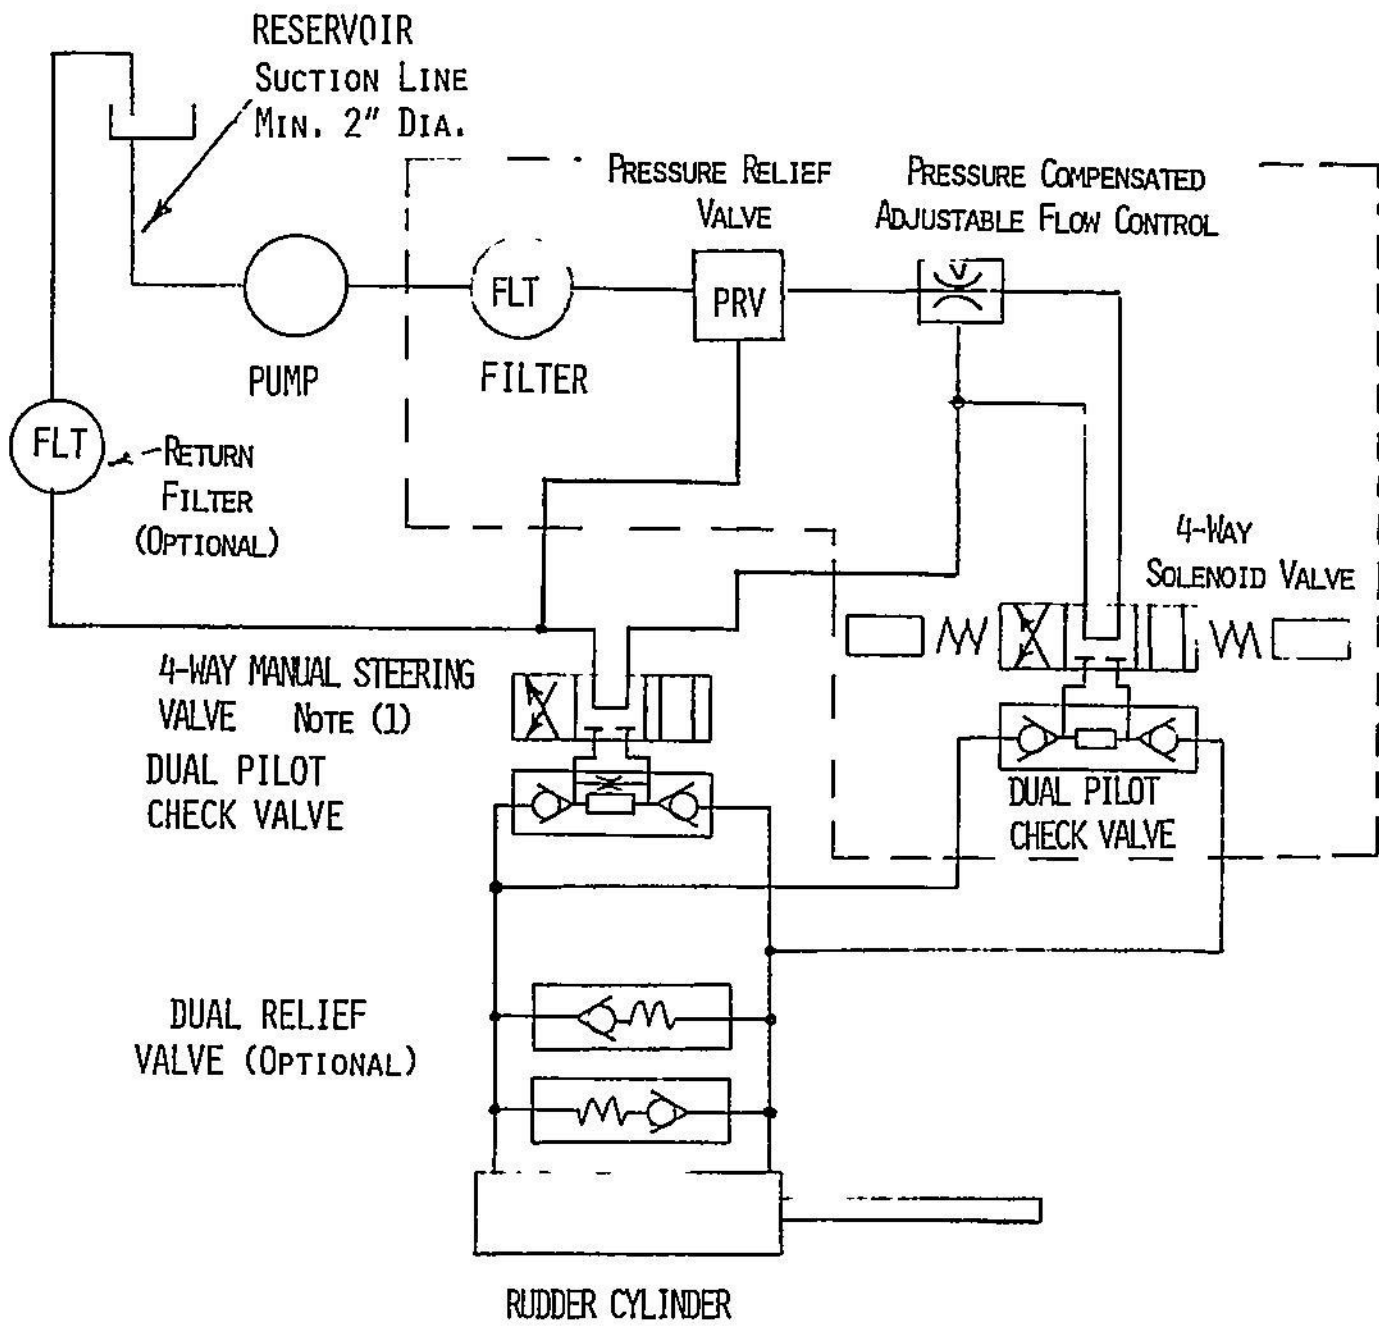 RESERVOIR
SUCTION LINE
MIN. 2" DIA.
PRESSURE RELIEF
VALVE
PRESSURE COMPENSATED
ADJUSTABLE FLOW CONTROL
FLT
PRV
PUMP
FILTER
FLT
RETURN
FILTER
(OPTIONAL)
4-WAY
SOLENOID VALVE
4-WAY MANUAL STEERING
VALVE NOTE (1)
DUAL PILOT
CHECK VALVE
DUAL PILOT
CHECK VALVE
DUAL RELIEF
VALVE (OPTIONAL)
RUDDER CYLINDER